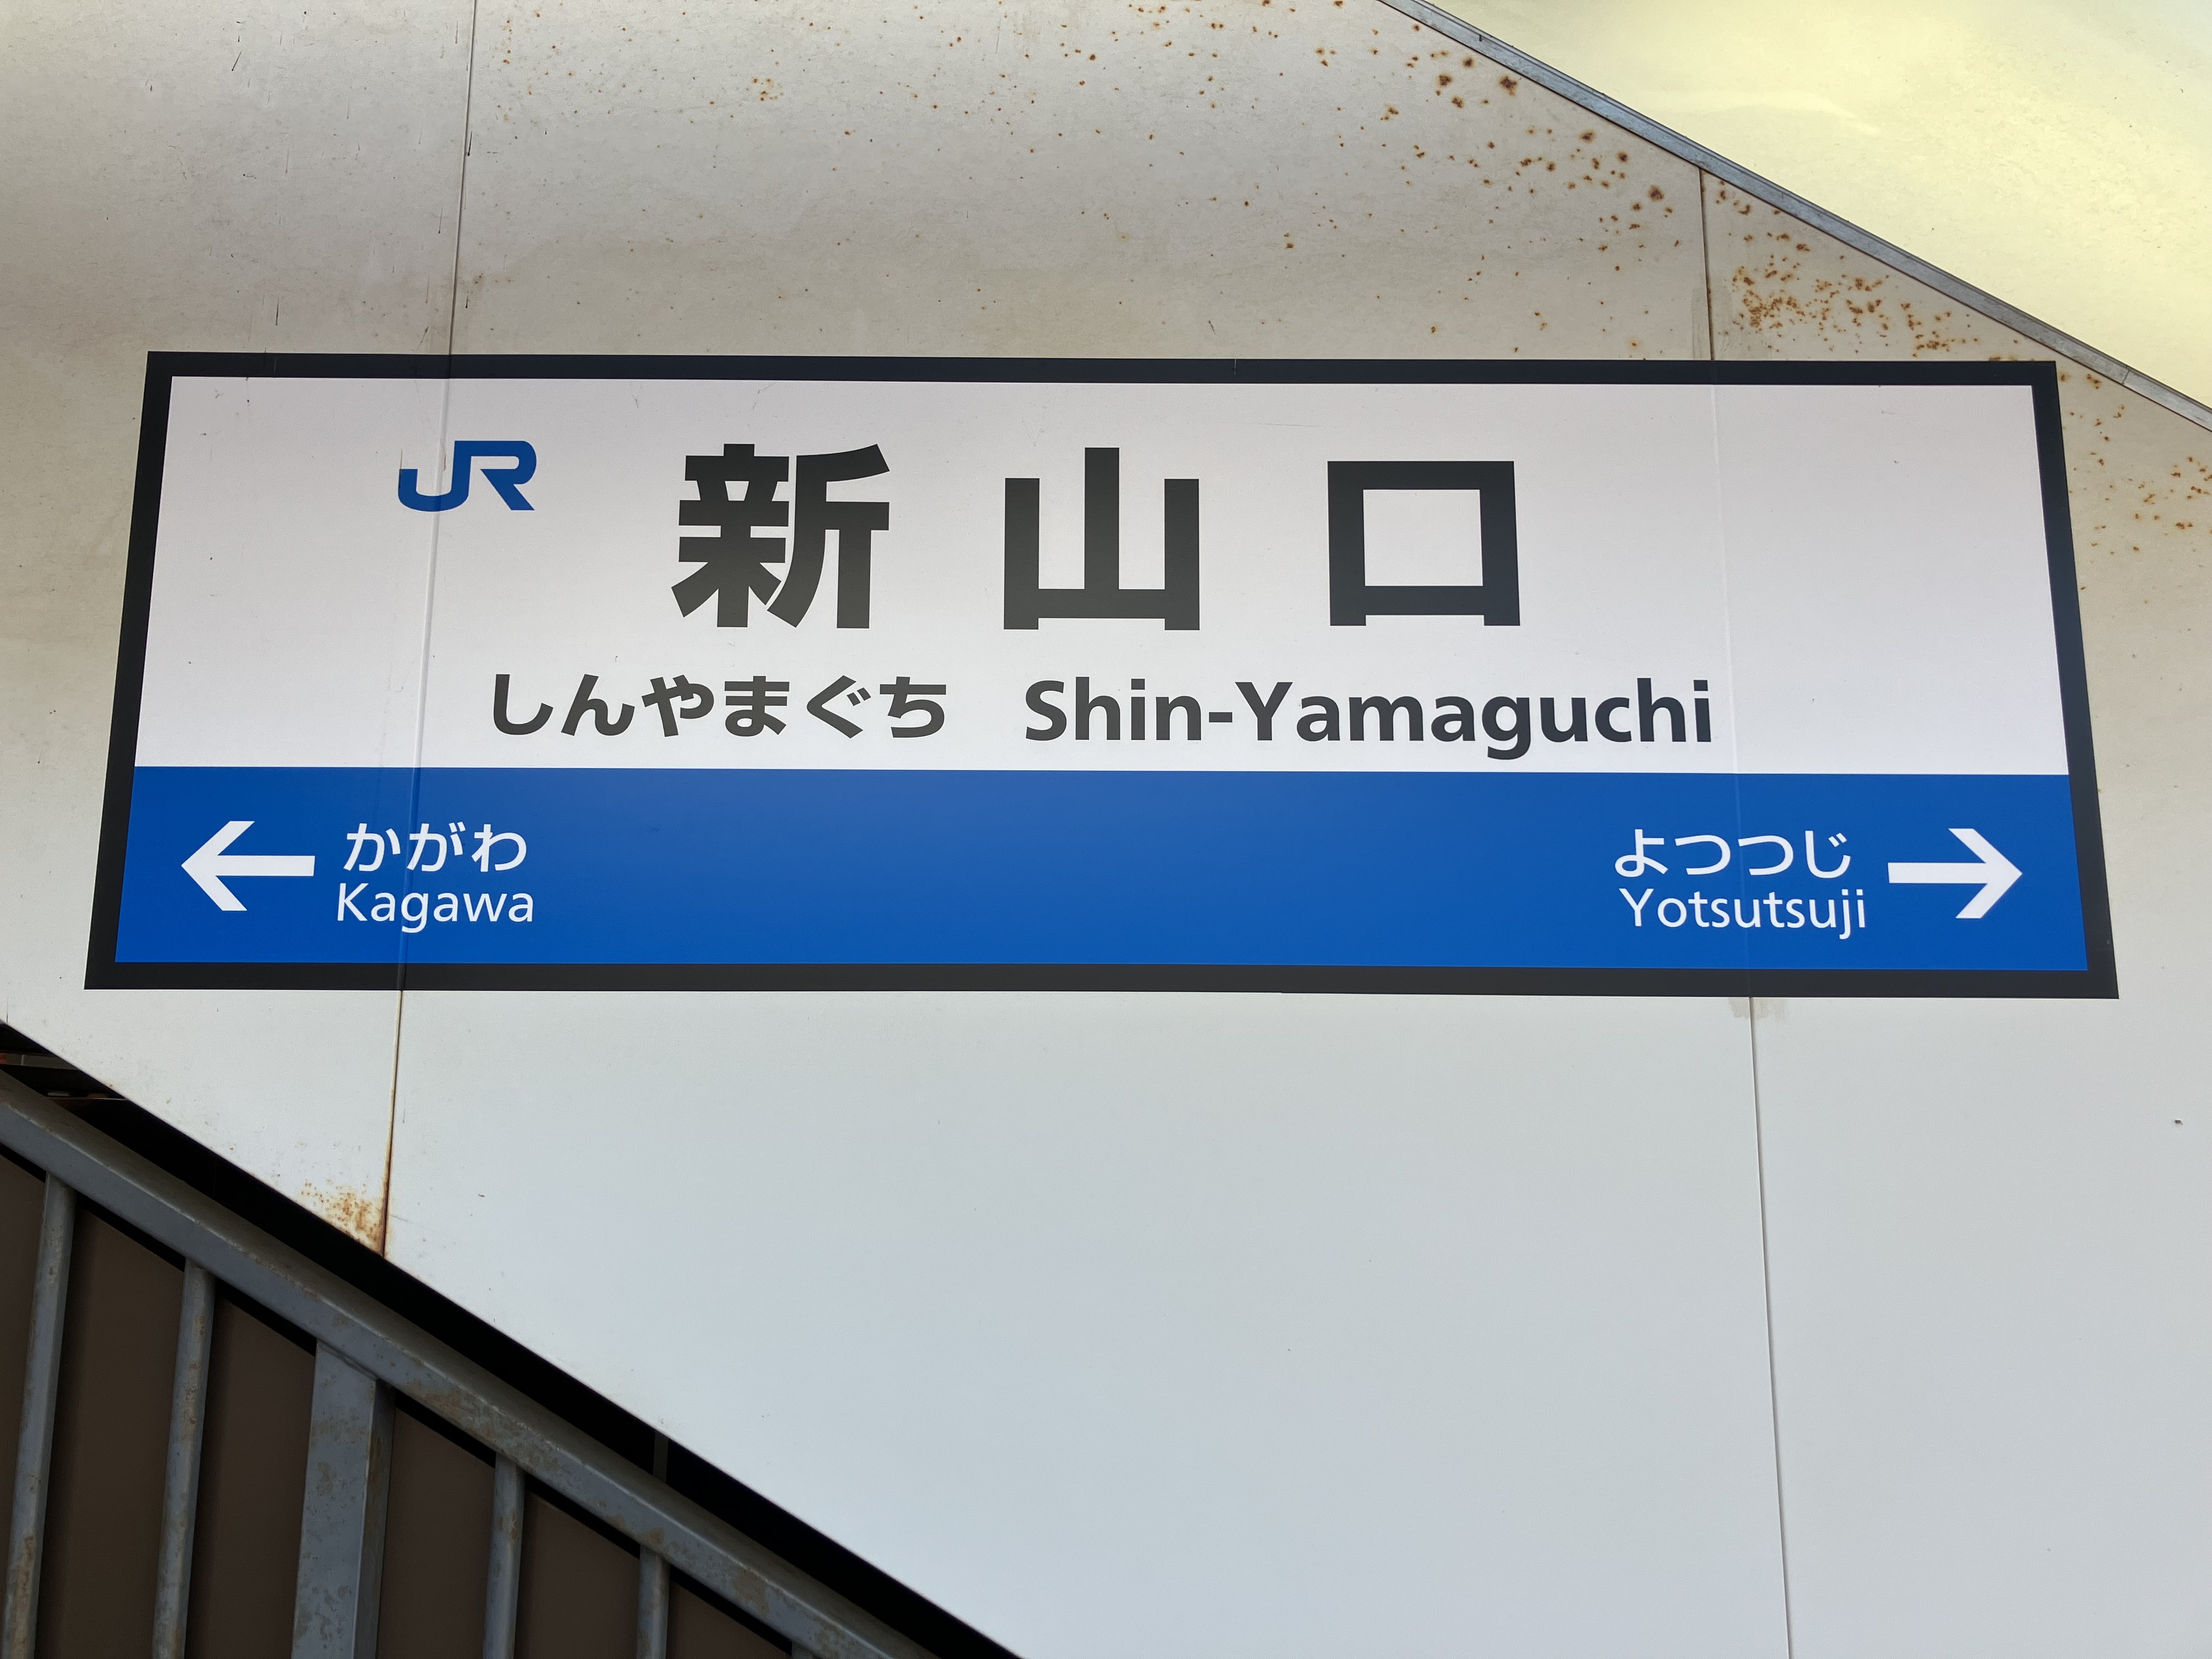 JR 新山口
しんやまぐち Shin-Yamaguchi
← かがわ
Kagawa
よつつじ →
Yotsutsuji